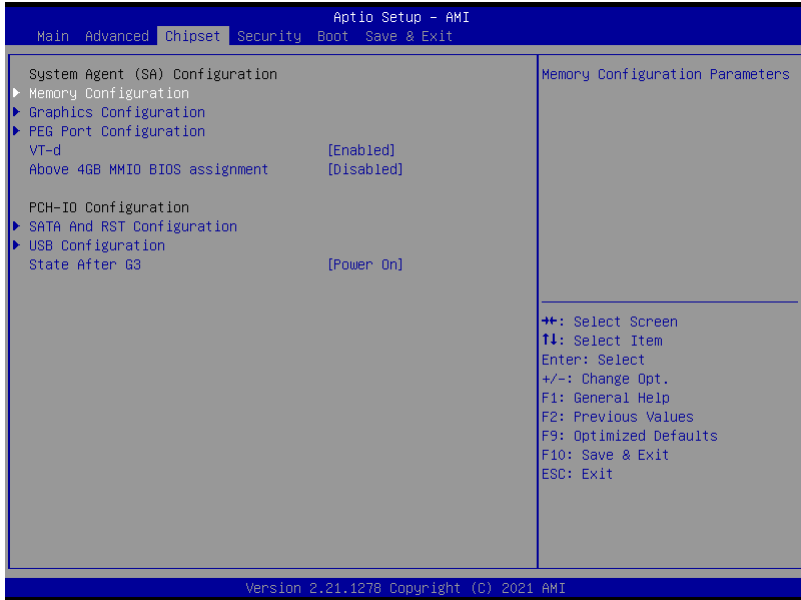 Aptio Setup – AMI
Main Advanced Chipset Security Boot Save & Exit
System Agent (SA) Configuration
Memory Configuration
Graphics Configuration
PEG Port Configuration
VT-d [Enabled]
Above 4GB MMIO BIOS assignment [Disabled]
PCH-IO Configuration
SATA And RST Configuration
USB Configuration
State After G3 [Power On]
Memory Configuration Parameters
→←: Select Screen
↑↓: Select Item
Enter: Select
+/-: Change Opt.
F1: General Help
F2: Previous Values
F9: Optimized Defaults
F10: Save & Exit
ESC: Exit
Version 2.21.1278 Copyright (C) 2021 AMI